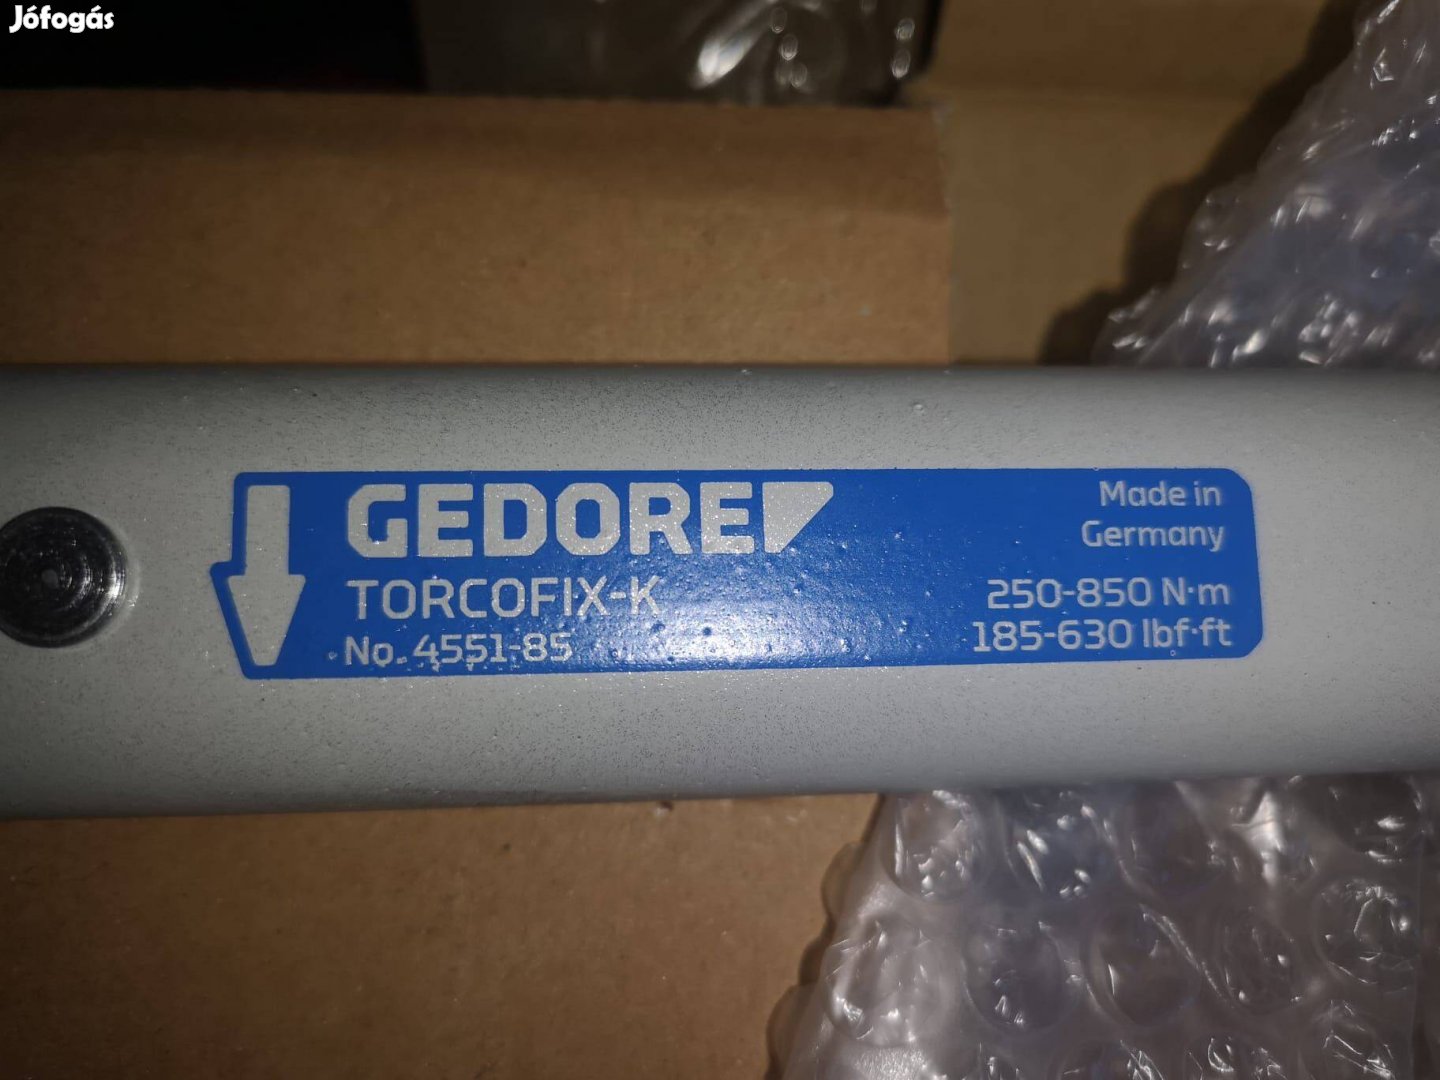 Jófogás
GEDORE
TORCOFIX-K
No. 4551-85
Made in
Germany
250-850 N·m
185-630 lbf·ft